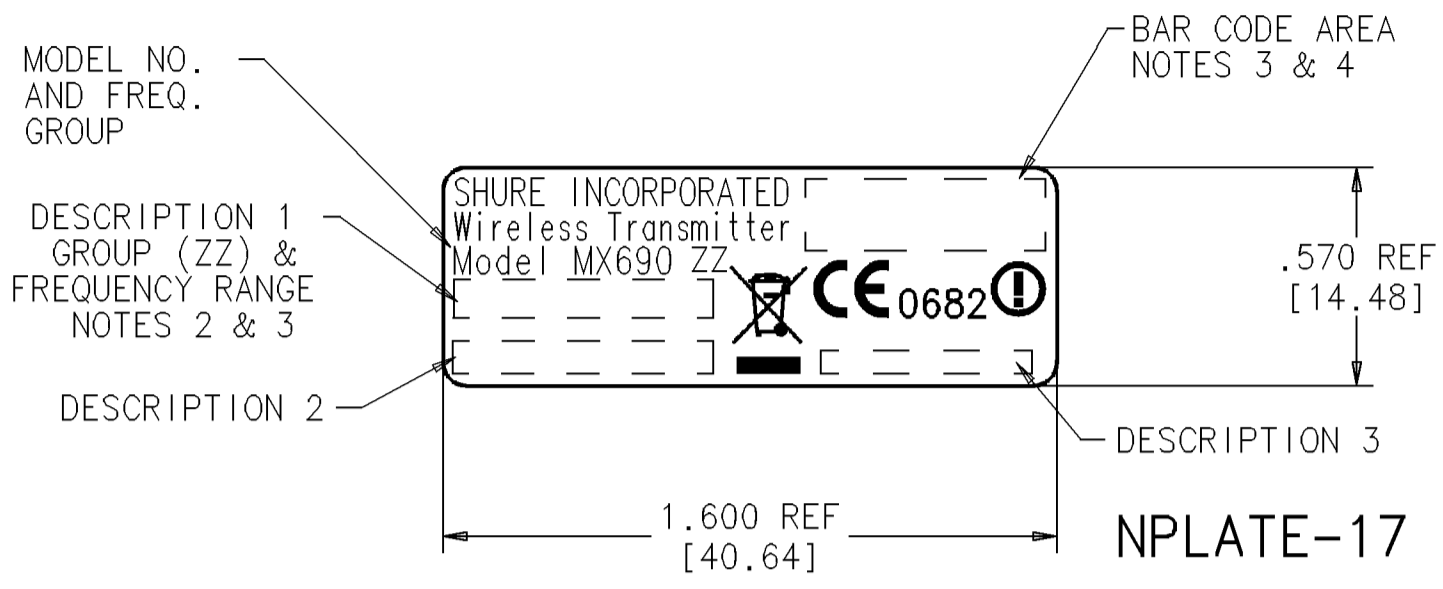 MODEL NO.
AND FREQ.
GROUP
BAR CODE AREA
NOTES 3 & 4
SHURE INCORPORATED
Wireless Transmitter
Model MX690 ZZ
DESCRIPTION 1
GROUP (ZZ) &
FREQUENCY RANGE
NOTES 2 & 3
CE 0682
.570 REF
[14.48]
DESCRIPTION 2
DESCRIPTION 3
1.600 REF
[40.64]
NPLATE-17